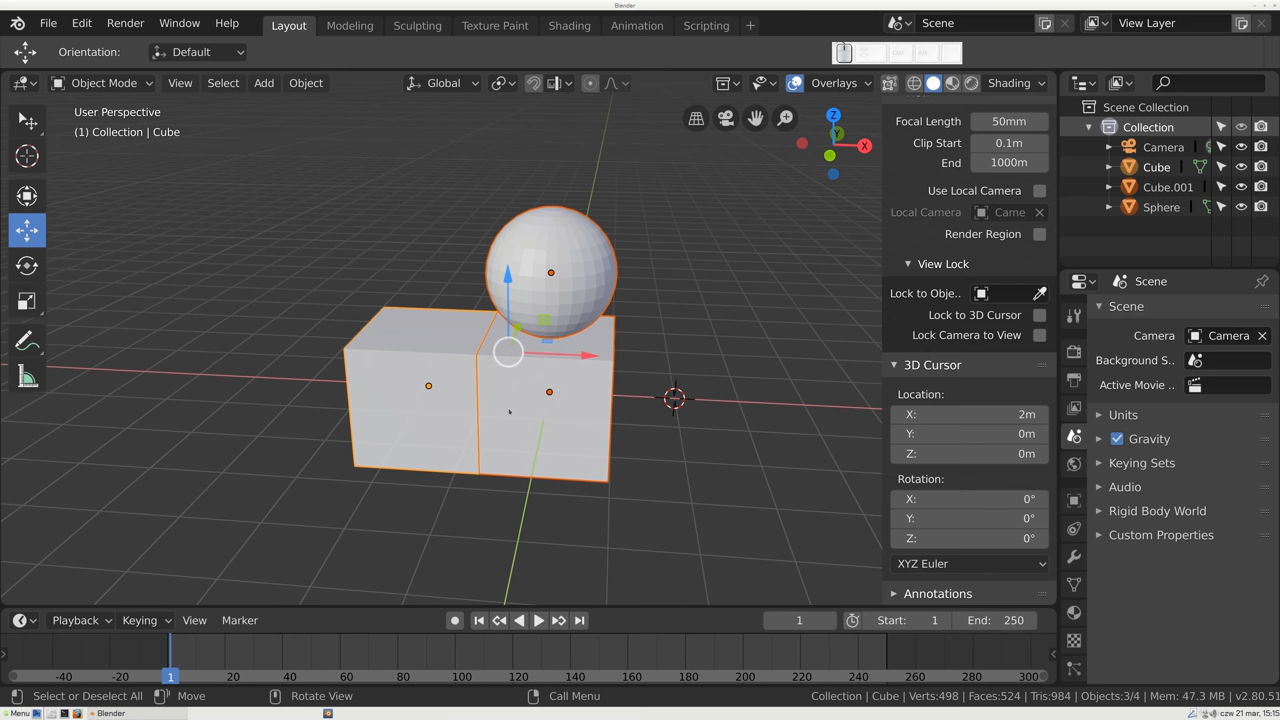 Blender
File Edit Render Window Help
Layout Modeling Sculpting Texture Paint Shading Animation Scripting +
Scene
View Layer
Orientation: Default
Object Mode View Select Add Object
Global
Overlays
Shading
User Perspective
(1) Collection | Cube
Z
Y
X
Focal Length 50mm
Clip Start 0.1m
End 1000m
Use Local Camera
Local Camera Came
Render Region
View Lock
Lock to Obje..
Lock to 3D Cursor
Lock Camera to View
3D Cursor
Location:
X: 2m
Y: 0m
Z: 0m
Rotation:
X: 0°
Y: 0°
Z: 0°
XYZ Euler
Annotations
Scene Collection
Collection
Camera
Cube
Cube.001
Sphere
Scene
Scene
Camera Camera
Background S..
Active Movie ..
Units
Gravity
Keying Sets
Audio
Rigid Body World
Custom Properties
Playback Keying View Marker
1
Start: 1 End: 250
-40 -20 1 20 40 60 80 100 120 140 160 180 200 220 240 260 280 300
Select or Deselect All Move Rotate View Call Menu
Collection | Cube | Verts:498 | Faces:524 | Tris:984 | Objects:3/4 | Mem: 47.3 MB | v2.80.51
Menu Blender czw 21 mar, 15:15